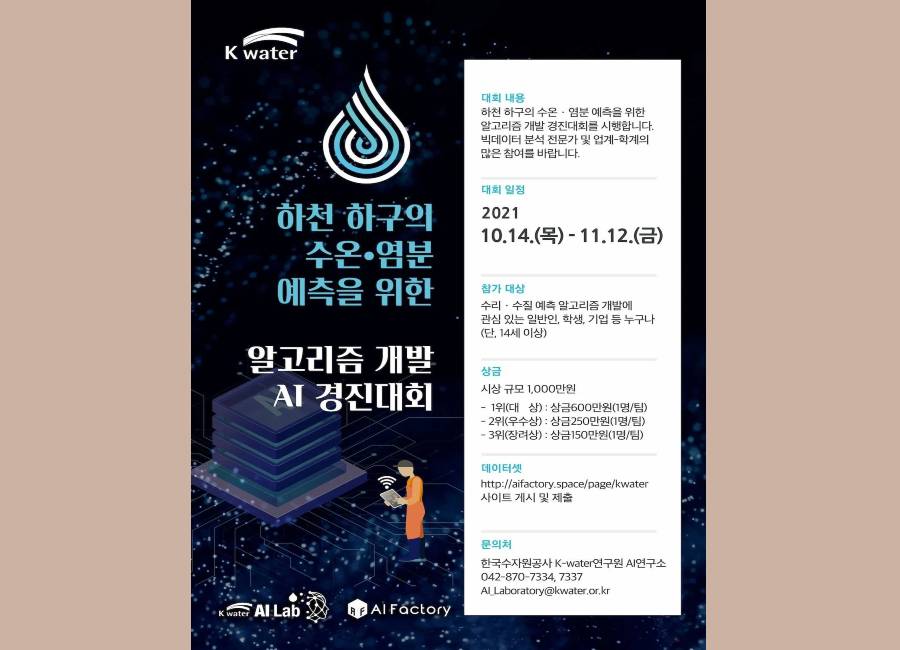 K water
하천 하구의
수온•염분
예측을 위한
알고리즘 개발
AI 경진대회
K water AI Lab
AI Factory
대회 내용
하천 하구의 수온 · 염분 예측을 위한
알고리즘 개발 경진대회를 시행합니다.
빅데이터 분석 전문가 및 업계-학계의
많은 참여를 바랍니다.
대회 일정
2021
10.14.(목) - 11.12.(금)
참가 대상
수리 · 수질 예측 알고리즘 개발에
관심 있는 일반인, 학생, 기업 등 누구나
(단, 14세 이상)
상금
시상 규모 1,000만원
- 1위(대 상) : 상금600만원(1명/팀)
- 2위(우수상) : 상금250만원(1명/팀)
- 3위(장려상) : 상금150만원(1명/팀)
데이터셋
http://aifactory.space/page/kwater
사이트 게시 및 제출
문의처
한국수자원공사 K-water연구원 AI연구소
042-870-7334, 7337
AI_Laboratory@kwater.or.kr